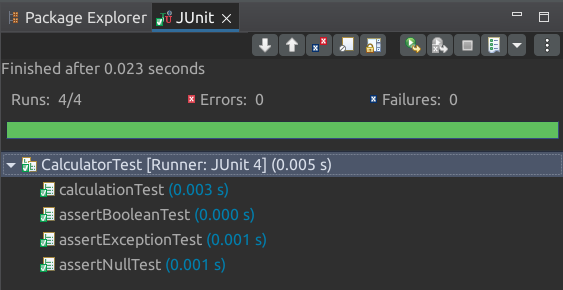 Package Explorer JUnit
Finished after 0.023 seconds
Runs: 4/4 Errors: 0 Failures: 0
CalculatorTest [Runner: JUnit 4] (0.005 s)
calculationTest (0.003 s)
assertBooleanTest (0.000 s)
assertExceptionTest (0.001 s)
assertNullTest (0.001 s)